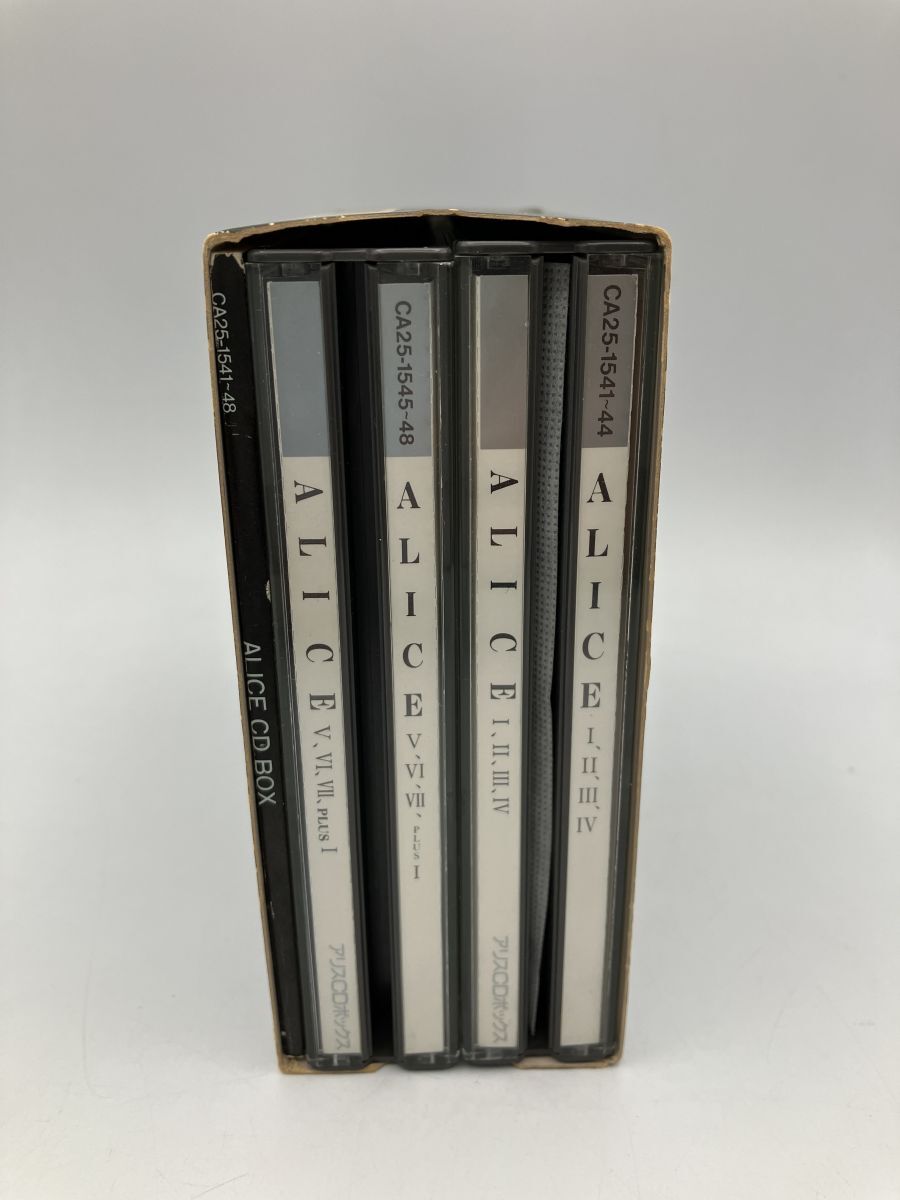 CA25-1541~48
ALICE CD BOX
ALICE V、VI、VII、PLUS I
アリスCDボックス
CA25-1545~48
ALICE V、VI、VII、PLUS I
ALICE I、II、III、IV
アリスCDボックス
CA25-1541~44
ALICE I、II、III、IV